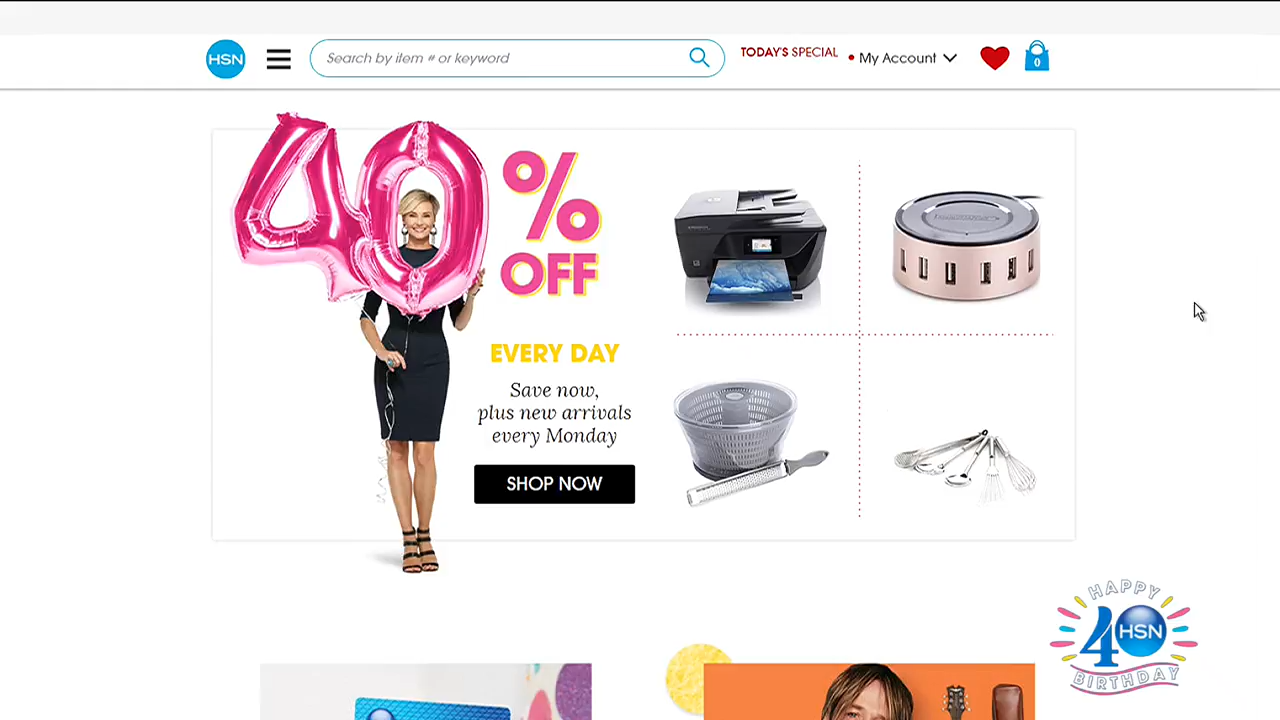 HSN
Search by item # or keyword
TODAY'S SPECIAL
My Account
0
40
%
OFF
EVERY DAY
Save now,
plus new arrivals
every Monday
SHOP NOW
HAPPY
40 HSN
BIRTHDAY